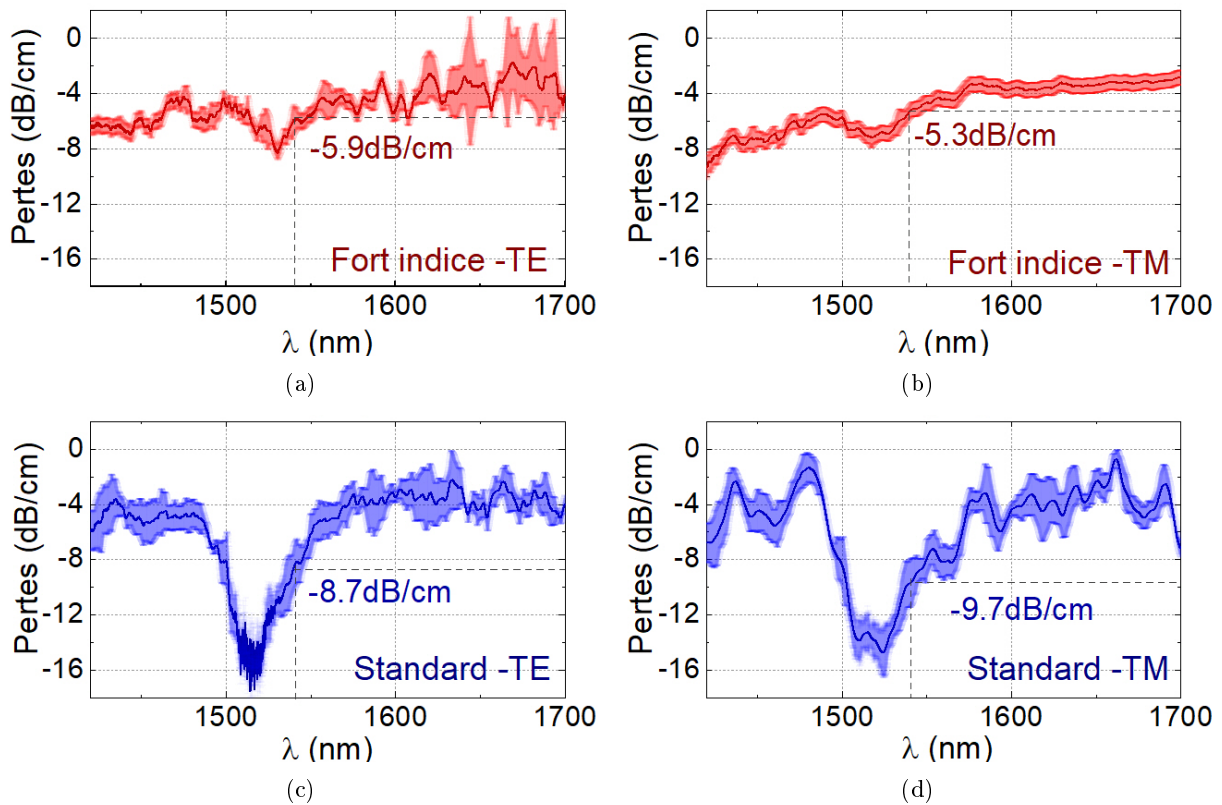 Pertes (dB/cm)
0
-4
-8
-12
-16
-5.9dB/cm
Fort indice -TE
1500
1600
1700
λ (nm)
(a)
Pertes (dB/cm)
0
-4
-8
-12
-16
-5.3dB/cm
Fort indice -TM
1500
1600
1700
λ (nm)
(b)
Pertes (dB/cm)
0
-4
-8
-12
-16
-8.7dB/cm
Standard -TE
1500
1600
1700
λ (nm)
(c)
Pertes (dB/cm)
0
-4
-8
-12
-16
-9.7dB/cm
Standard -TM
1500
1600
1700
λ (nm)
(d)